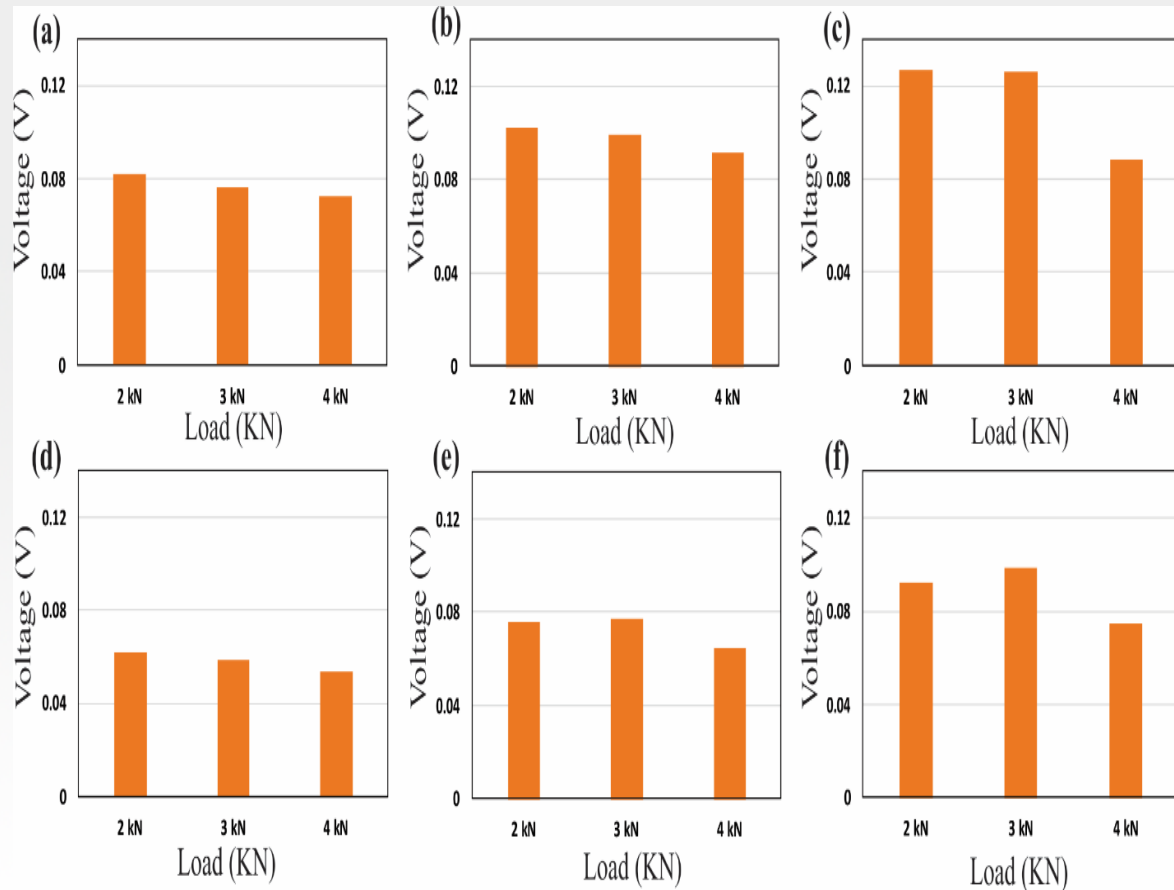 (a)
Voltage (V)
0.12
0.08
0.04
0
2 kN 3 kN 4 kN
Load (KN)
(b)
Voltage (V)
0.12
0.08
0.04
0
2 kN 3 kN 4 kN
Load (KN)
(c)
Voltage (V)
0.12
0.08
0.04
0
2 kN 3 kN 4 kN
Load (KN)
(d)
Voltage (V)
0.12
0.08
0.04
0
2 kN 3 kN 4 kN
Load (KN)
(e)
Voltage (V)
0.12
0.08
0.04
0
2 kN 3 kN 4 kN
Load (KN)
(f)
Voltage (V)
0.12
0.08
0.04
0
2 kN 3 kN 4 kN
Load (KN)